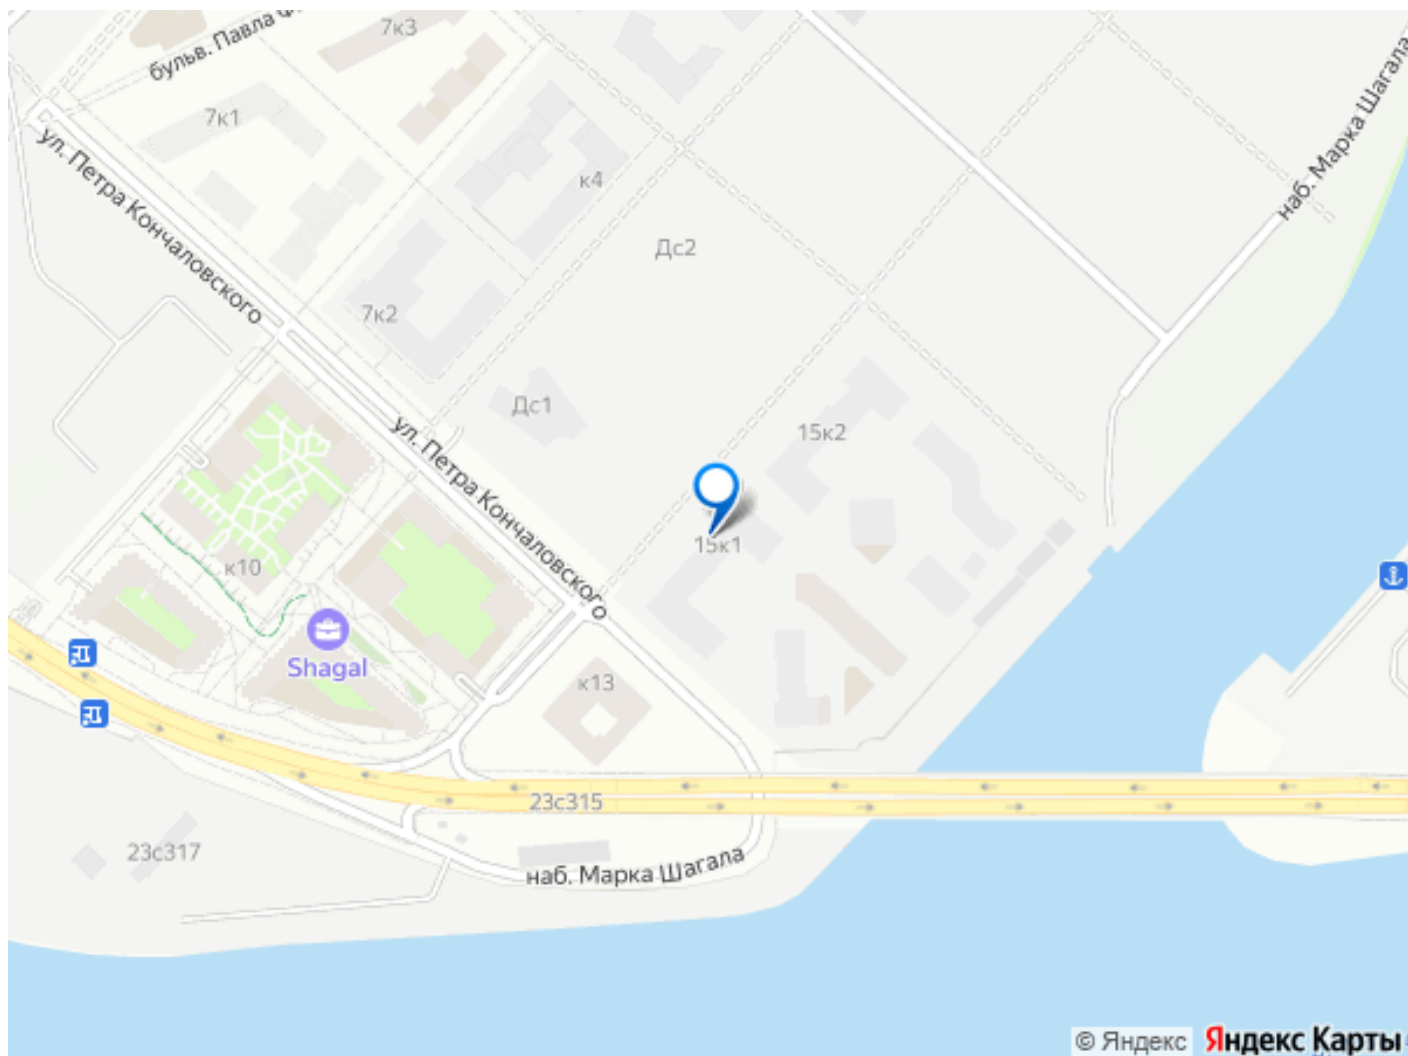 7к3
бульв. Павла
7к1
ул. Петра Кончаловского
к4
наб. Марка Шагала
Дс2
7к2
Дс1
ул. Петра Кончаловского
15к2
15к1
к10
Shagal
к13
23с315
23с317
наб. Марка Шагала
© Яндекс Яндекс Карты